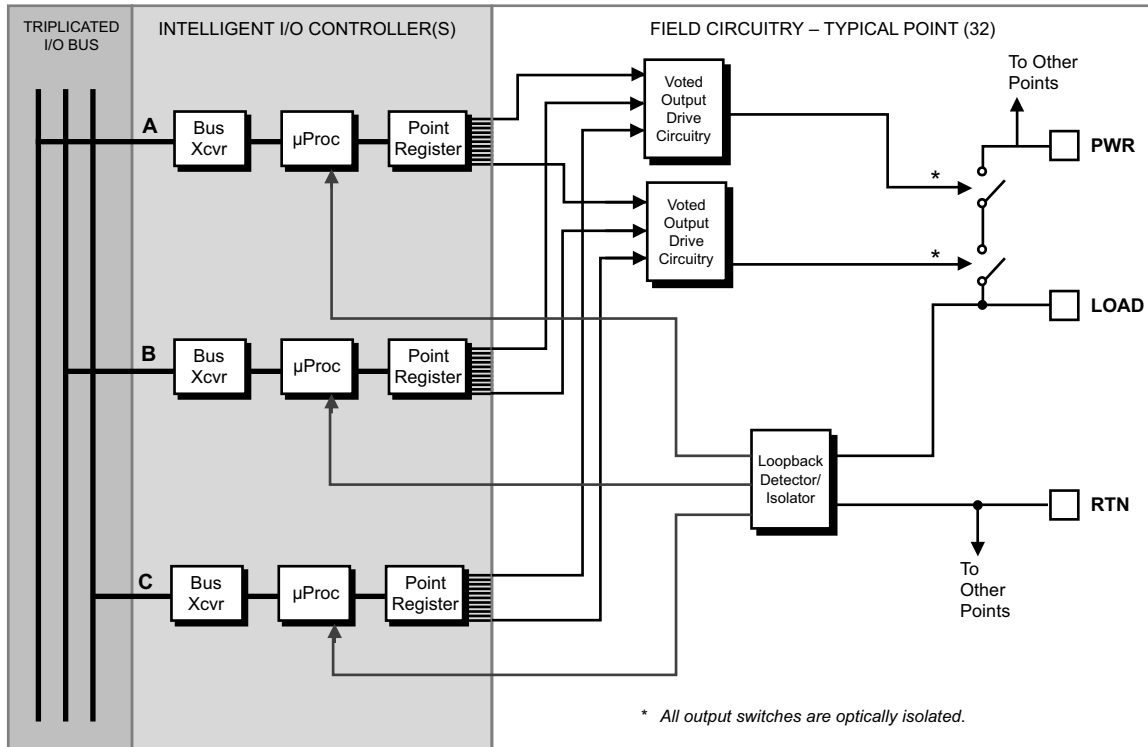 TRIPLICATED
I/O BUS
INTELLIGENT I/O CONTROLLER(S)
FIELD CIRCUITRY – TYPICAL POINT (32)
A
Bus
Xcvr
µProc
Point
Register
Voted
Output
Drive
Circuitry
To Other
Points
PWR
*
Voted
Output
Drive
Circuitry
*
LOAD
B
Bus
Xcvr
µProc
Point
Register
Loopback
Detector/
Isolator
RTN
To
Other
Points
C
Bus
Xcvr
µProc
Point
Register
* All output switches are optically isolated.